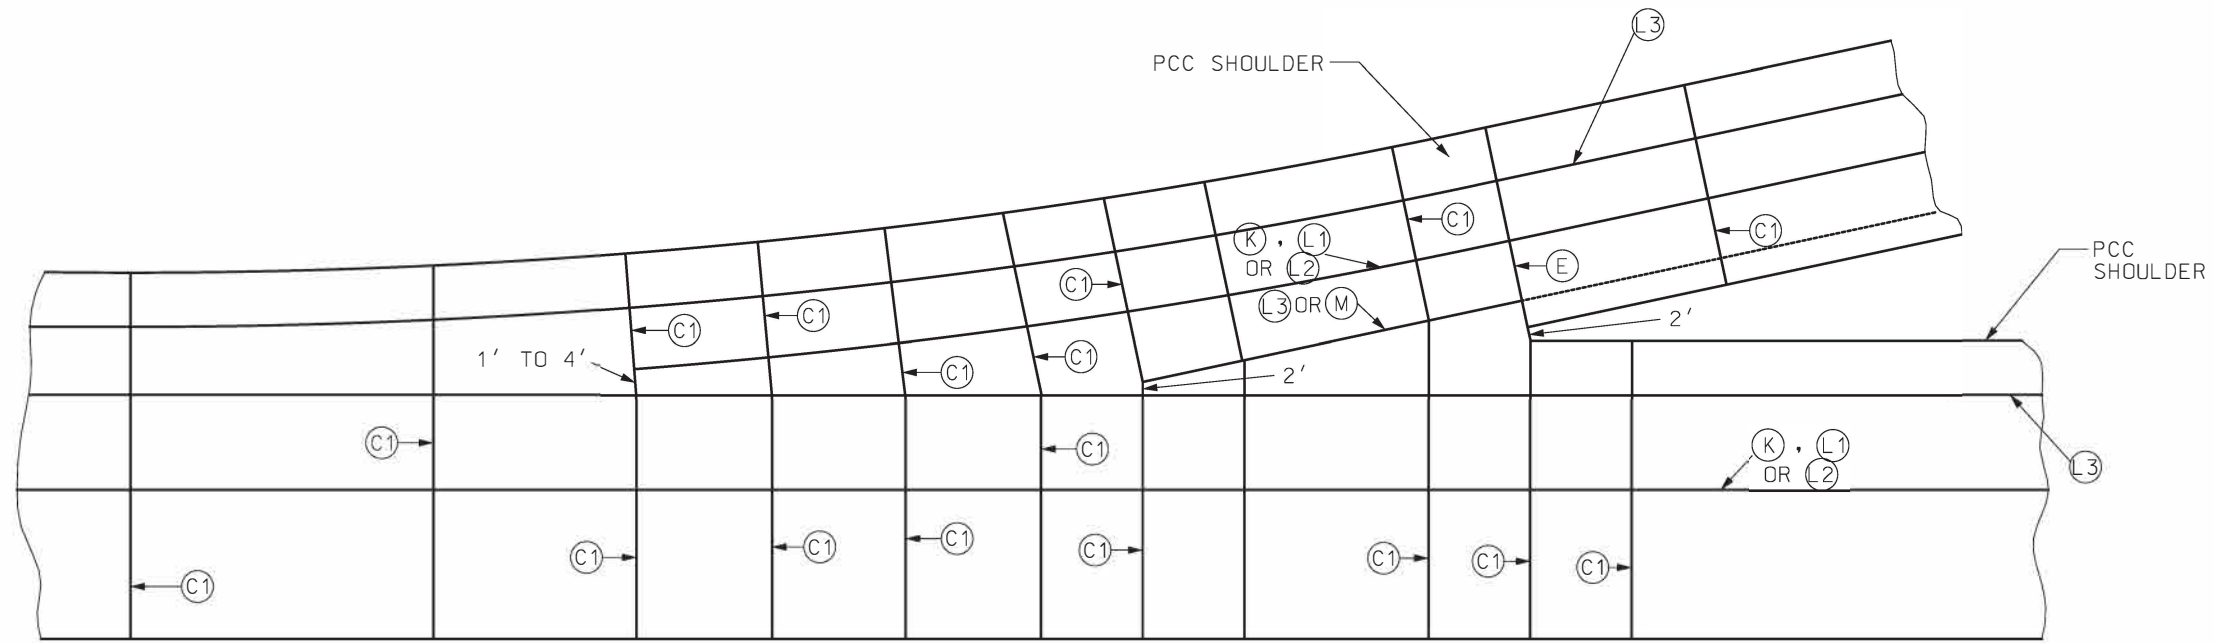 L3
PCC SHOULDER
C1
C1
K , L1
OR L2
PCC
SHOULDER
E
C1
L3 OR M
C1
C1
2'
1' TO 4'
C1
C1
2'
C1
C1
K , L1
OR L2
L3
C1
C1
C1
C1
C1
C1
C1
C1